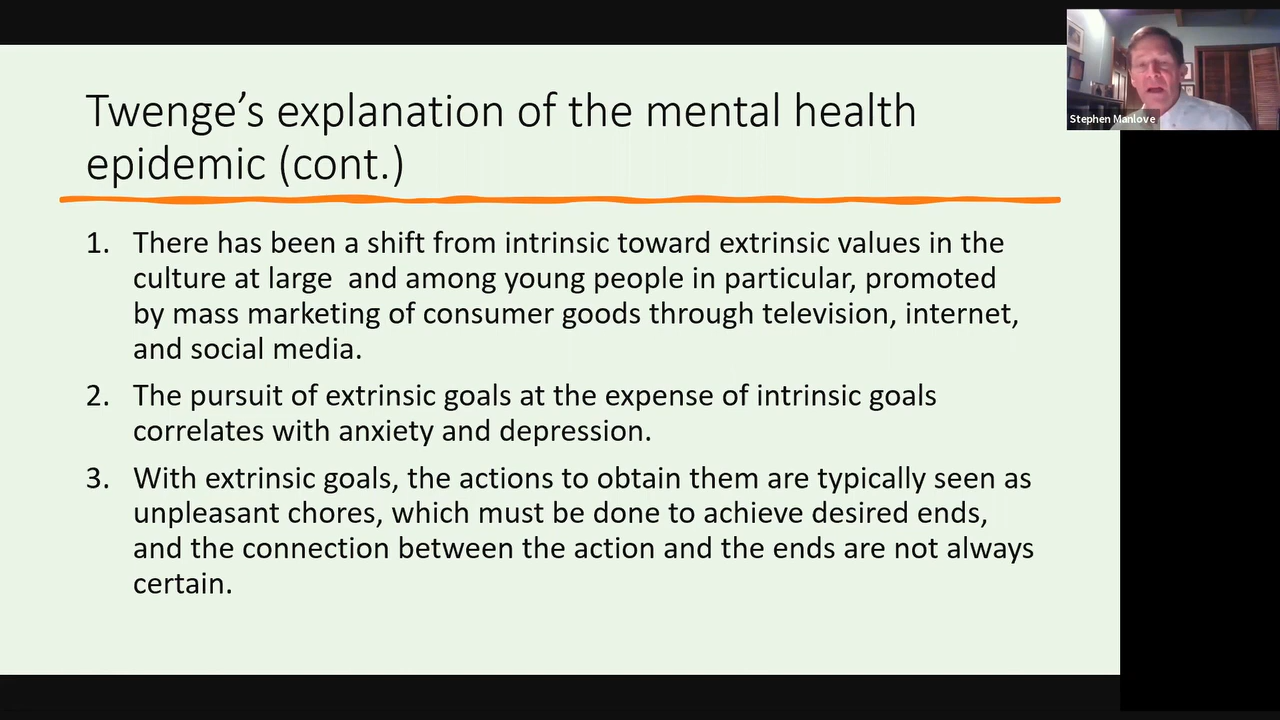 Twenge's explanation of the mental health
epidemic (cont.)
1. There has been a shift from intrinsic toward extrinsic values in the
culture at large  and among young people in particular, promoted
by mass marketing of consumer goods through television, internet,
and social media.
2. The pursuit of extrinsic goals at the expense of intrinsic goals
correlates with anxiety and depression.
3. With extrinsic goals, the actions to obtain them are typically seen as
unpleasant chores, which must be done to achieve desired ends,
and the connection between the action and the ends are not always
certain.
Stephen Manlove